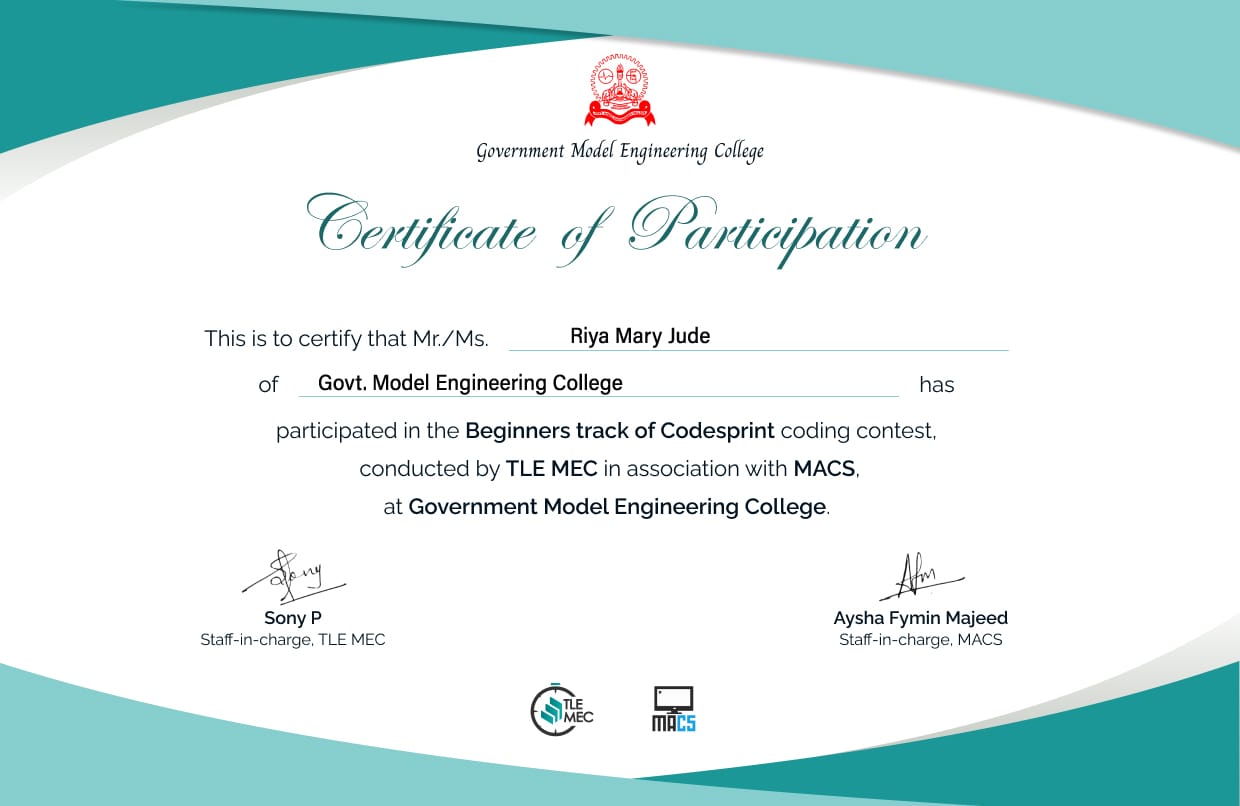 Government Model Engineering College
Certificate of Participation
This is to certify that Mr./Ms. Riya Mary Jude
of Govt. Model Engineering College has
participated in the Beginners track of Codesprint coding contest,
conducted by TLE MEC in association with MACS,
at Government Model Engineering College.
Sony
Sony P
Staff-in-charge, TLE MEC
Aysha Fymin Majeed
Staff-in-charge, MACS
TLE
MEC
MACS